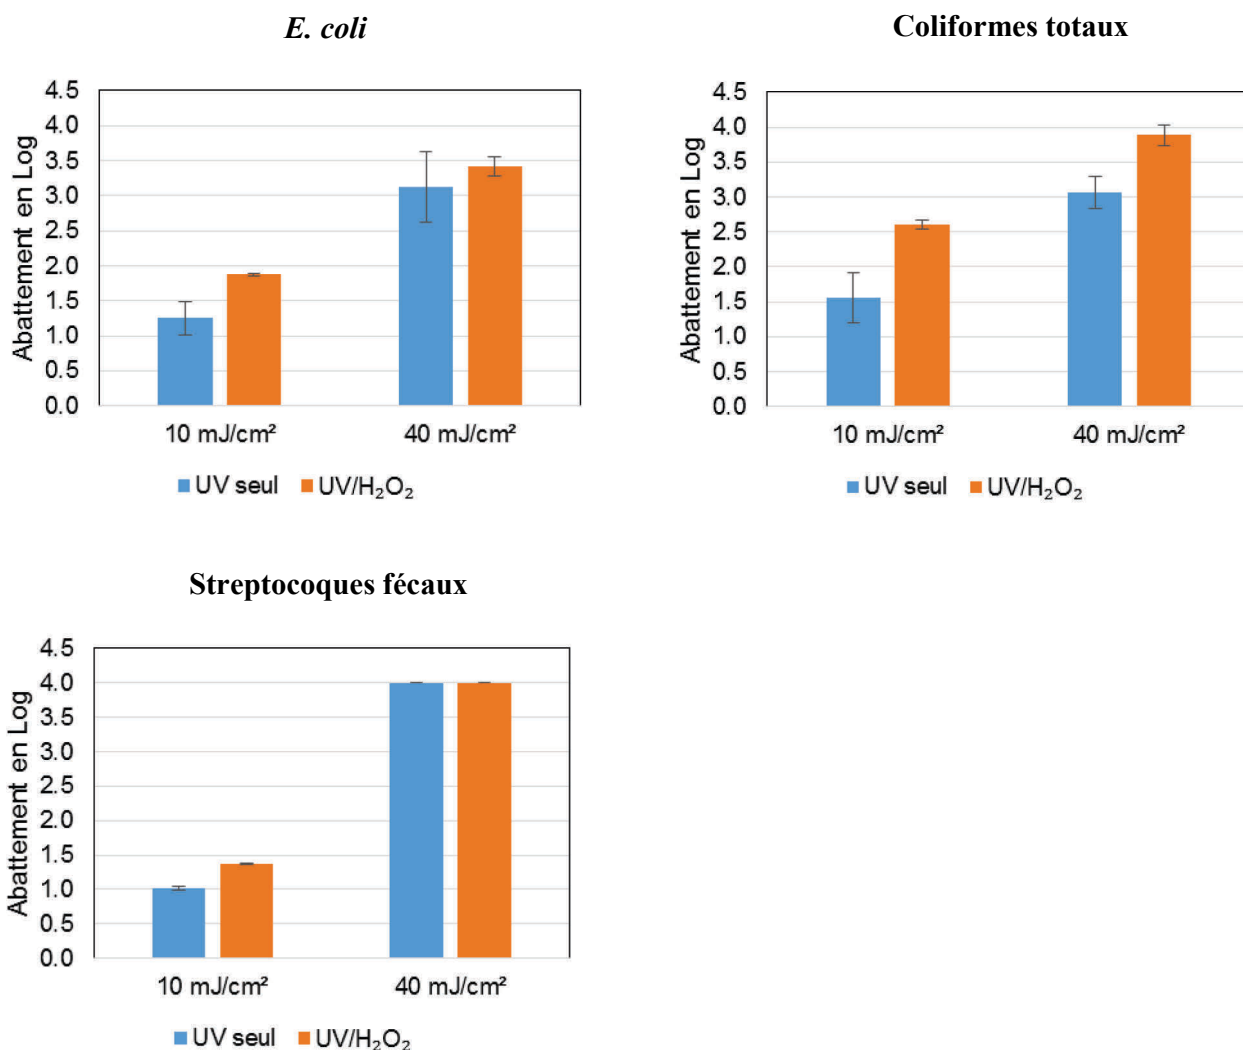 E. coli
Abattement en Log
4.5
4.0
3.5
3.0
2.5
2.0
1.5
1.0
0.5
0.0
10 mJ/cm² 40 mJ/cm²
UV seul UV/H₂O₂
Coliformes totaux
Abattement en Log
4.5
4.0
3.5
3.0
2.5
2.0
1.5
1.0
0.5
0.0
10 mJ/cm² 40 mJ/cm²
UV seul UV/H₂O₂
Streptocoques fécaux
Abattement en Log
4.5
4.0
3.5
3.0
2.5
2.0
1.5
1.0
0.5
0.0
10 mJ/cm² 40 mJ/cm²
UV seul UV/H₂O₂